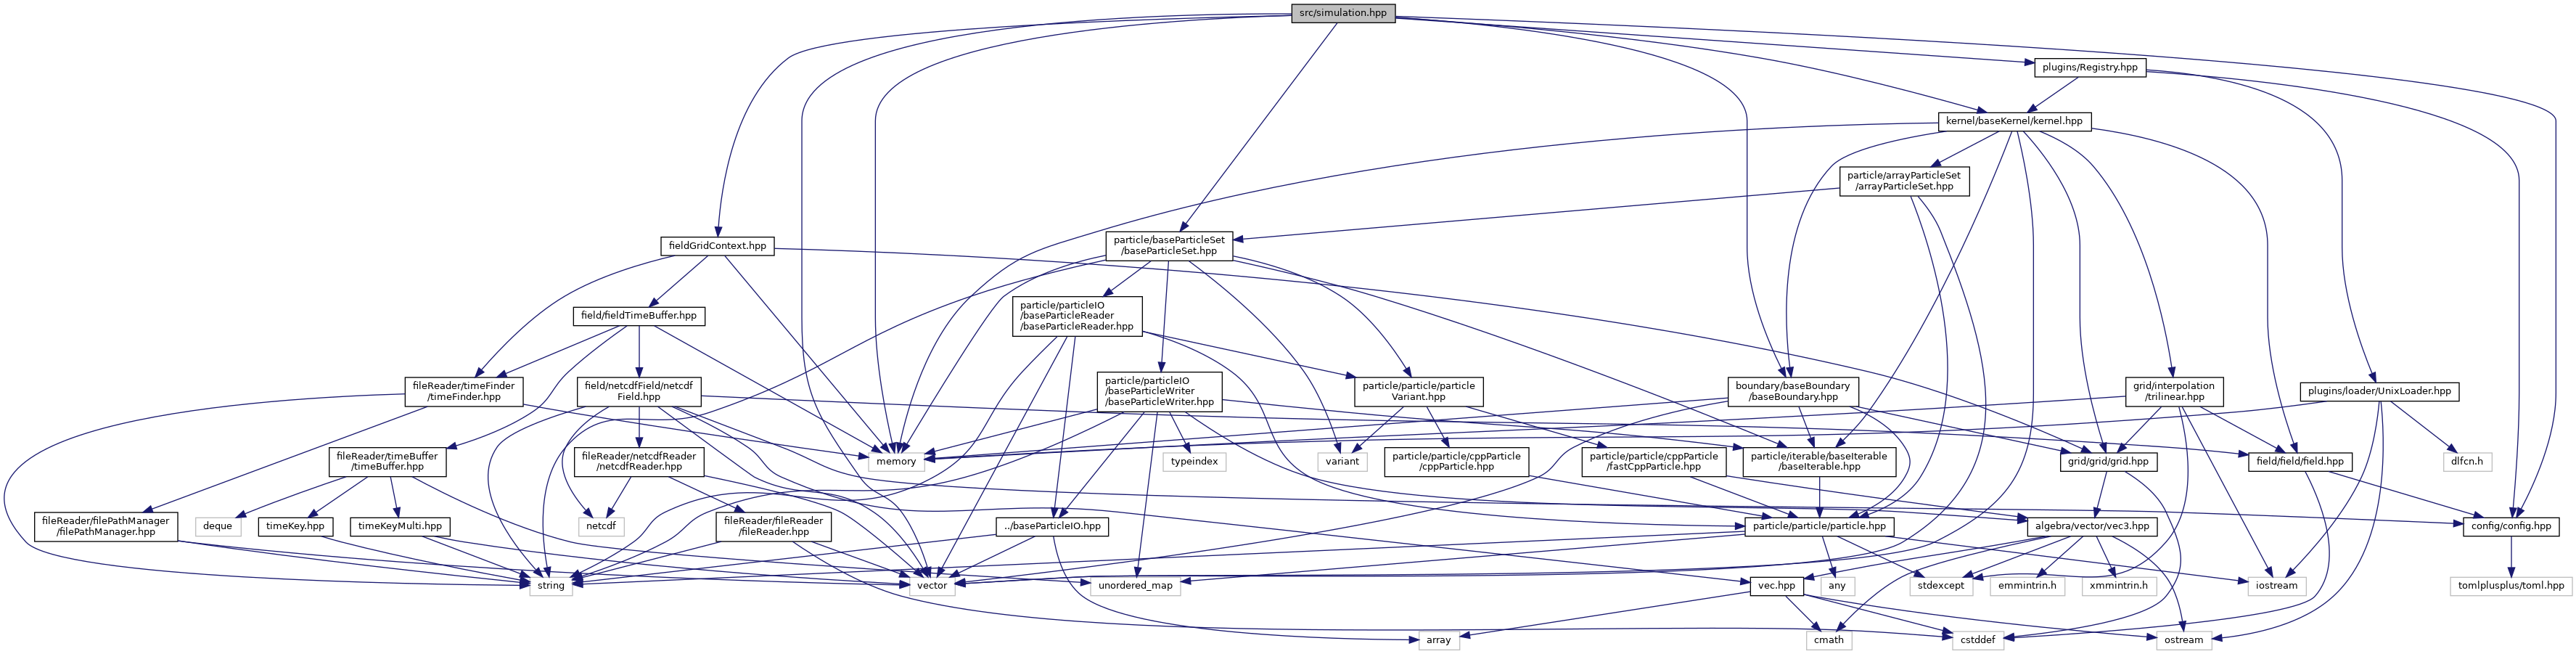 src/simulation.hpp
plugins/Registry.hpp
kernel/baseKernel/kernel.hpp
particle/arrayParticleSet
/arrayParticleSet.hpp
fieldGridContext.hpp
particle/baseParticleSet
/baseParticleSet.hpp
field/fieldTimeBuffer.hpp
particle/particleIO
/baseParticleReader
/baseParticleReader.hpp
fileReader/timeFinder
/timeFinder.hpp
field/netcdfField/netcdf
Field.hpp
particle/particleIO
/baseParticleWriter
/baseParticleWriter.hpp
particle/particle/particle
Variant.hpp
boundary/baseBoundary
/baseBoundary.hpp
grid/interpolation
/trilinear.hpp
plugins/loader/UnixLoader.hpp
fileReader/timeBuffer
/timeBuffer.hpp
fileReader/netcdfReader
/netcdfReader.hpp
memory
typeindex
variant
particle/particle/cppParticle
/cppParticle.hpp
particle/particle/cppParticle
/fastCppParticle.hpp
particle/iterable/baseIterable
/baseIterable.hpp
grid/grid/grid.hpp
field/field/field.hpp
dlfcn.h
fileReader/filePathManager
/filePathManager.hpp
deque
timeKey.hpp
timeKeyMulti.hpp
netcdf
fileReader/fileReader
/fileReader.hpp
../baseParticleIO.hpp
particle/particle/particle.hpp
algebra/vector/vec3.hpp
config/config.hpp
string
vector
unordered_map
vec.hpp
any
stdexcept
emmintrin.h
xmmintrin.h
iostream
tomlplusplus/toml.hpp
array
cmath
cstddef
ostream